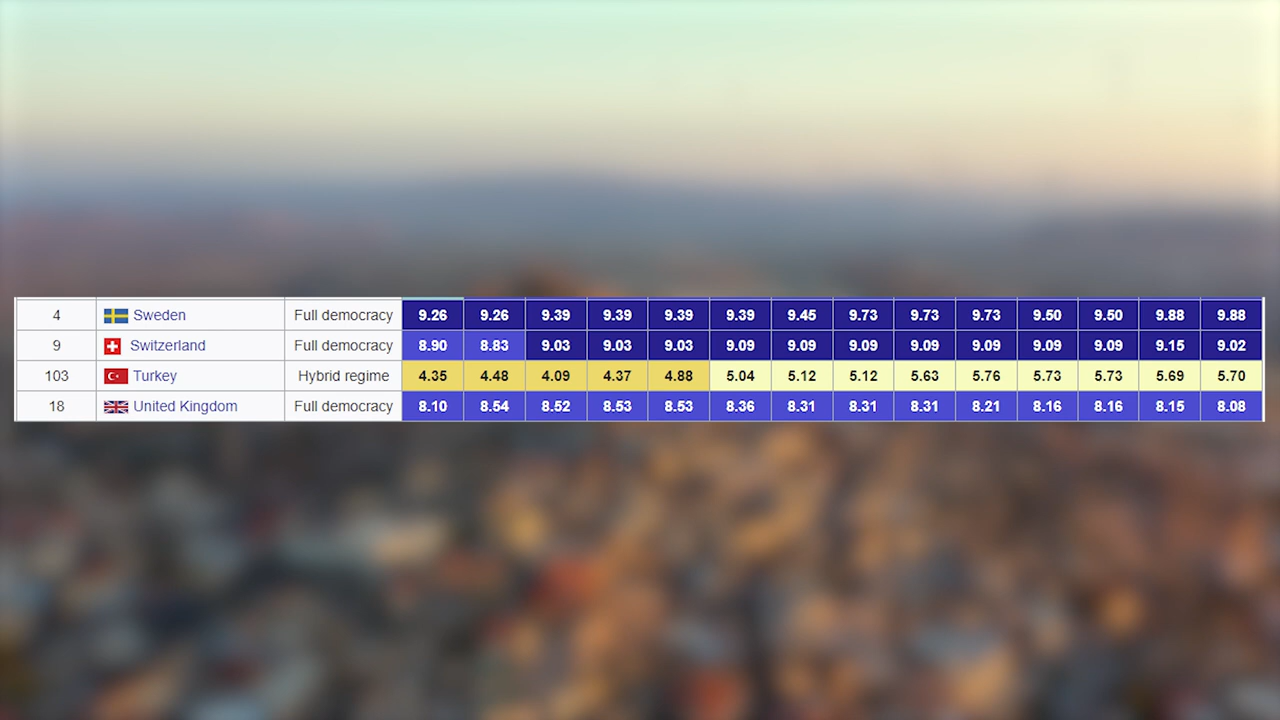 4 Sweden Full democracy 9.26 9.26 9.39 9.39 9.39 9.39 9.45 9.73 9.73 9.73 9.50 9.50 9.88 9.88
9 Switzerland Full democracy 8.90 8.83 9.03 9.03 9.03 9.09 9.09 9.09 9.09 9.09 9.09 9.09 9.15 9.02
103 Turkey Hybrid regime 4.35 4.48 4.09 4.37 4.88 5.04 5.12 5.12 5.63 5.76 5.73 5.73 5.69 5.70
18 United Kingdom Full democracy 8.10 8.54 8.52 8.53 8.53 8.36 8.31 8.31 8.31 8.21 8.16 8.16 8.15 8.08